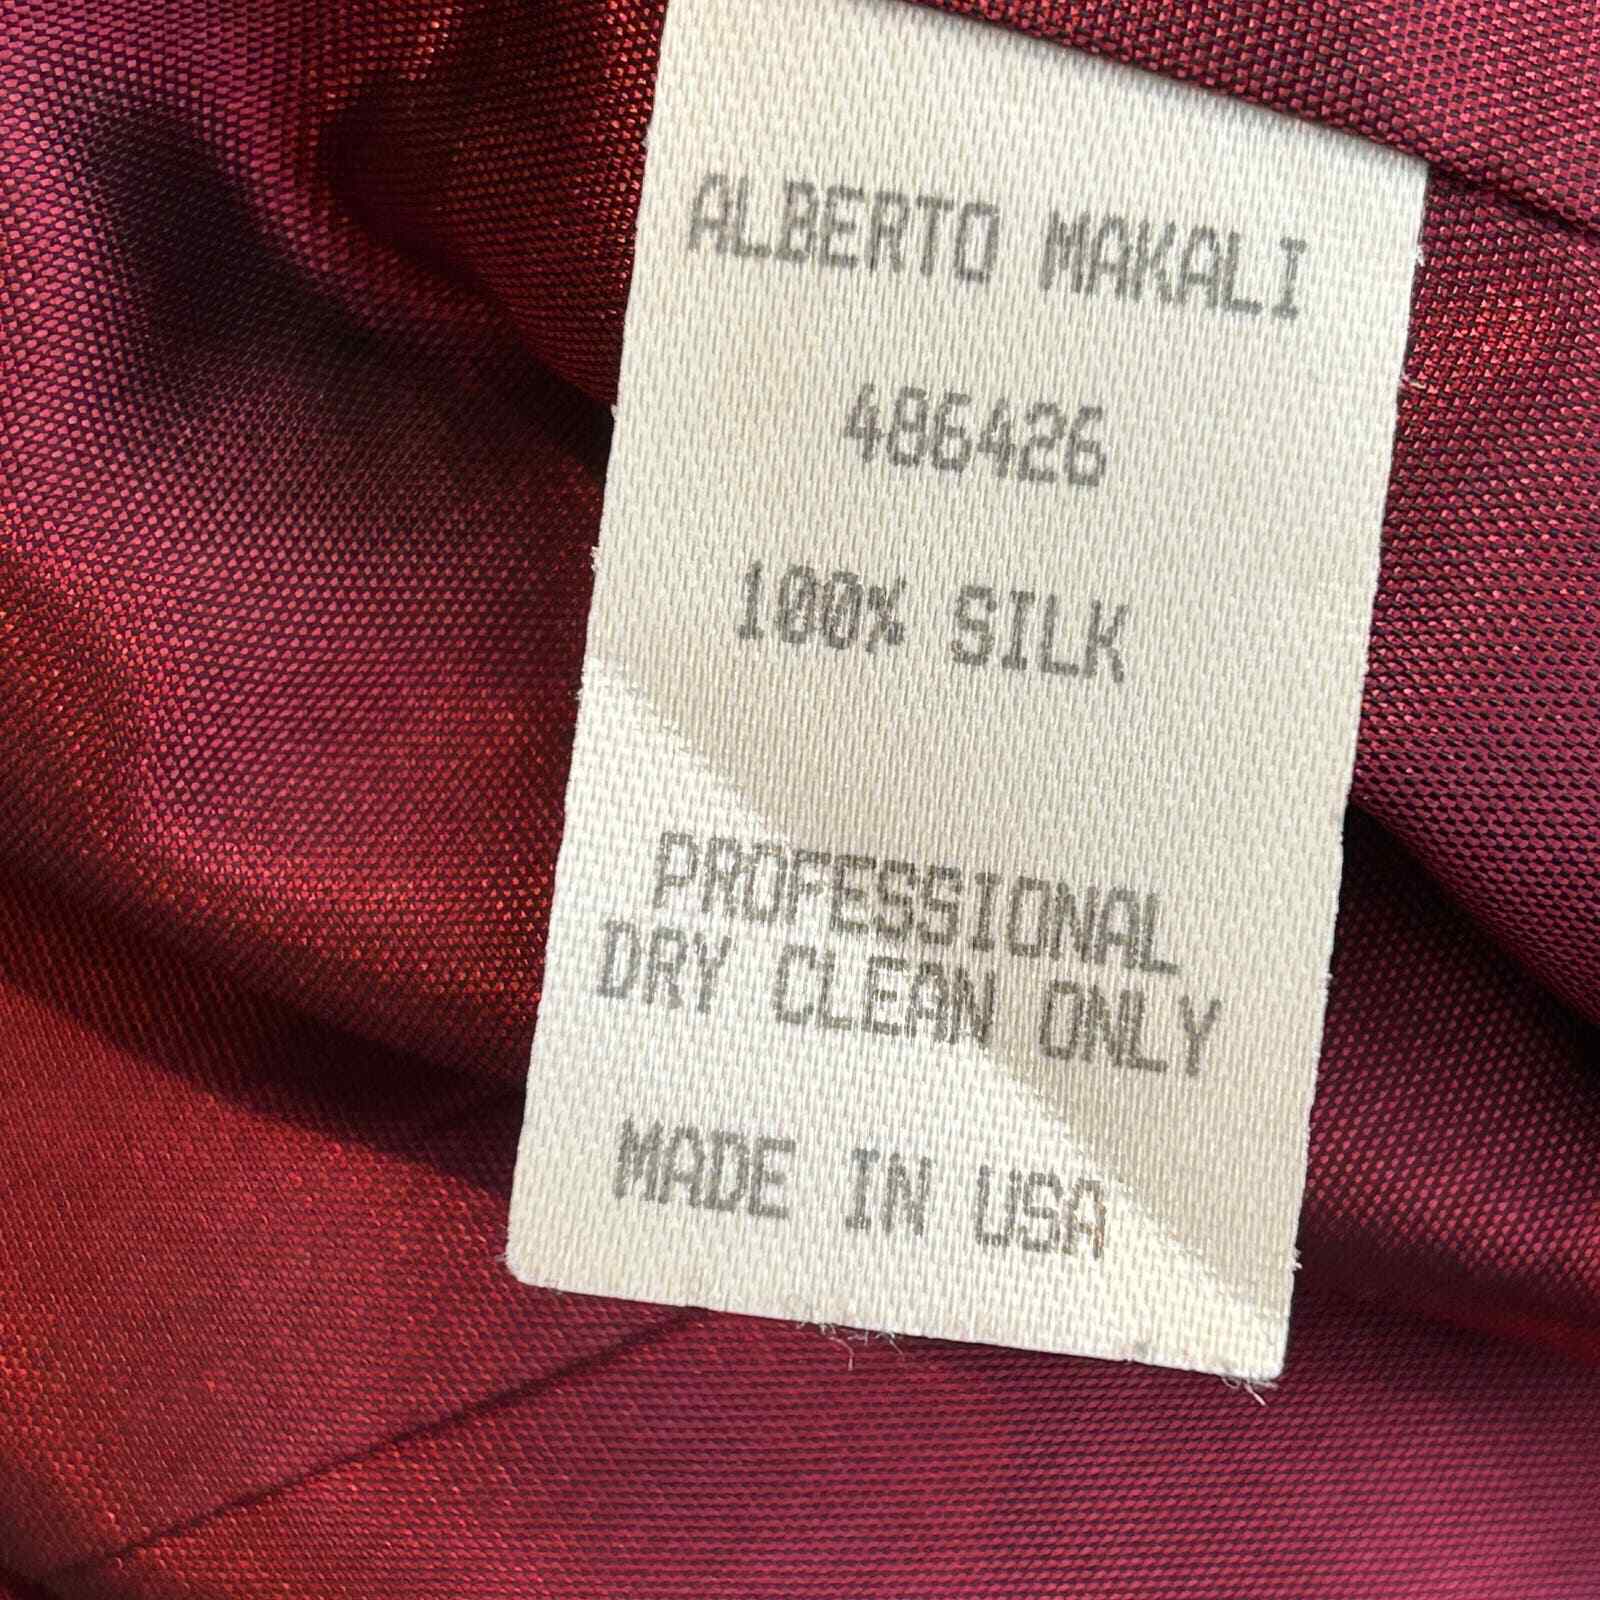 ALBERTO MAKALI
486426
100% SILK
PROFESSIONAL
DRY CLEAN ONLY
MADE IN USA